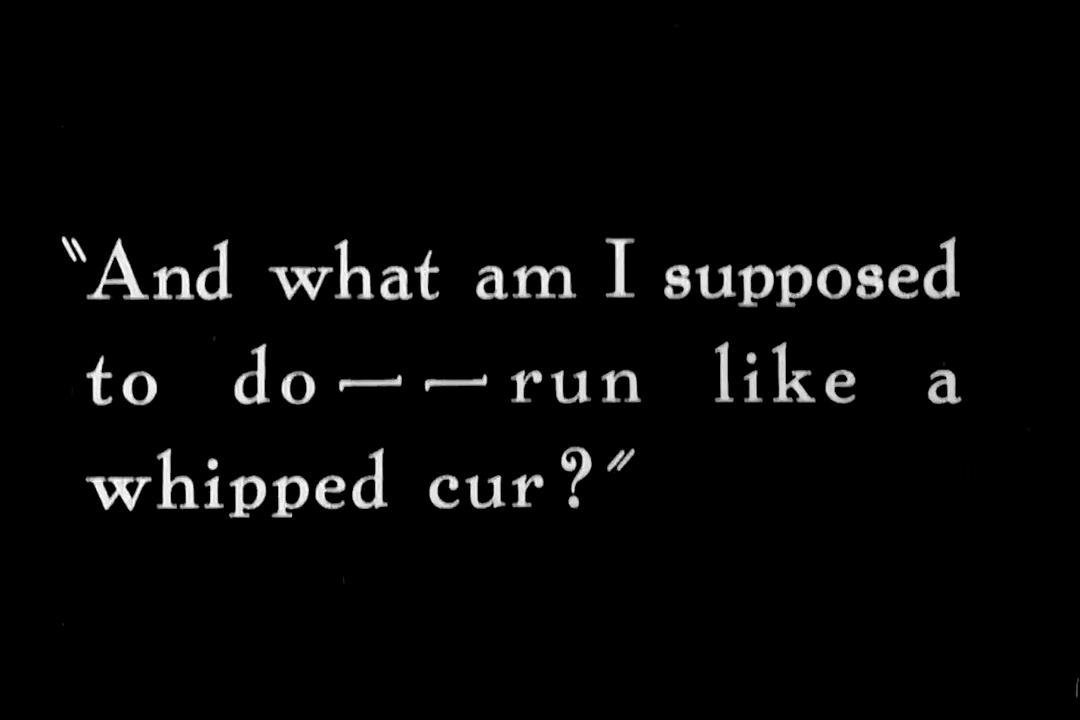 "And what am I supposed
to do——run like a
whipped cur?"